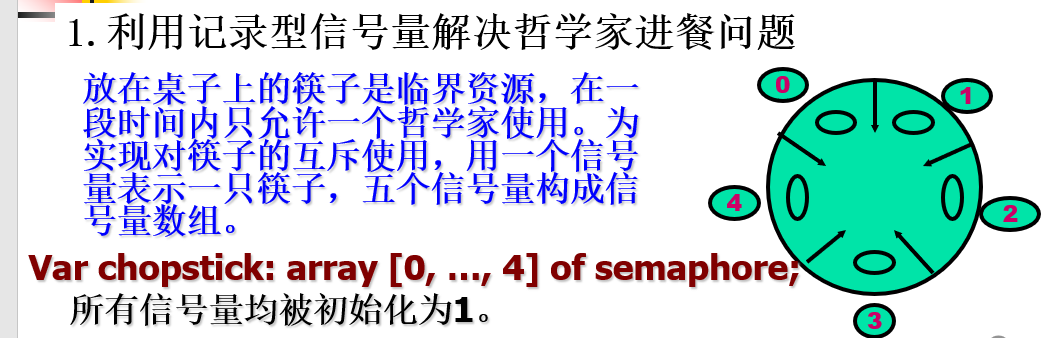 1. 利用记录型信号量解决哲学家进餐问题
放在桌子上的筷子是临界资源，在一
段时间内只允许一个哲学家使用。为
实现对筷子的互斥使用，用一个信号
量表示一只筷子，五个信号量构成信
号量数组。
Var chopstick: array [0, …, 4] of semaphore;
所有信号量均被初始化为1。
0
1
4
2
3